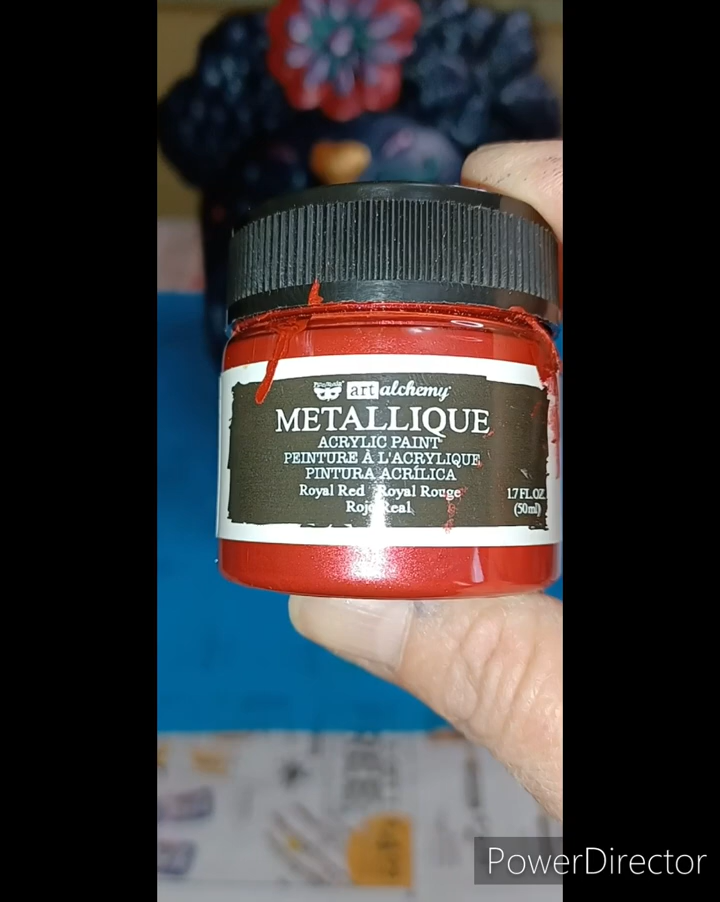 art alchemy
METALLIQUE
ACRYLIC PAINT
PEINTURE À L'ACRYLIQUE
PINTURA ACRÍLICA
Royal Red Royal Rouge
Rojo Real
1.7 FL.OZ.
(50ml)
PowerDirector